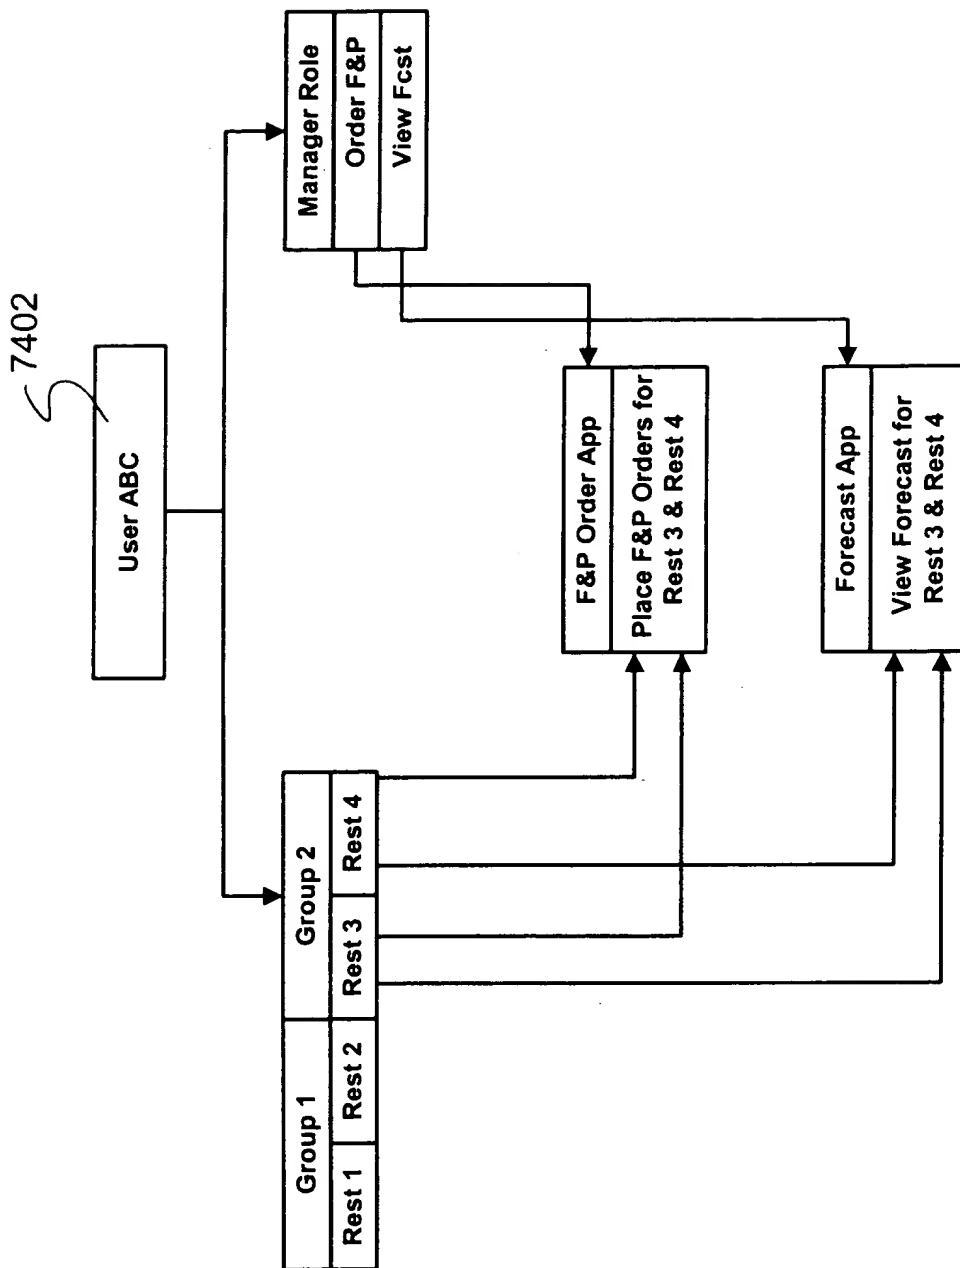 7402
User ABC
Group 1
Group 2
Rest 1
Rest 2
Rest 3
Rest 4
Manager Role
Order F&P
View Fcst
F&P Order App
Place F&P Orders for
Rest 3 & Rest 4
Forecast App
View Forecast for
Rest 3 & Rest 4